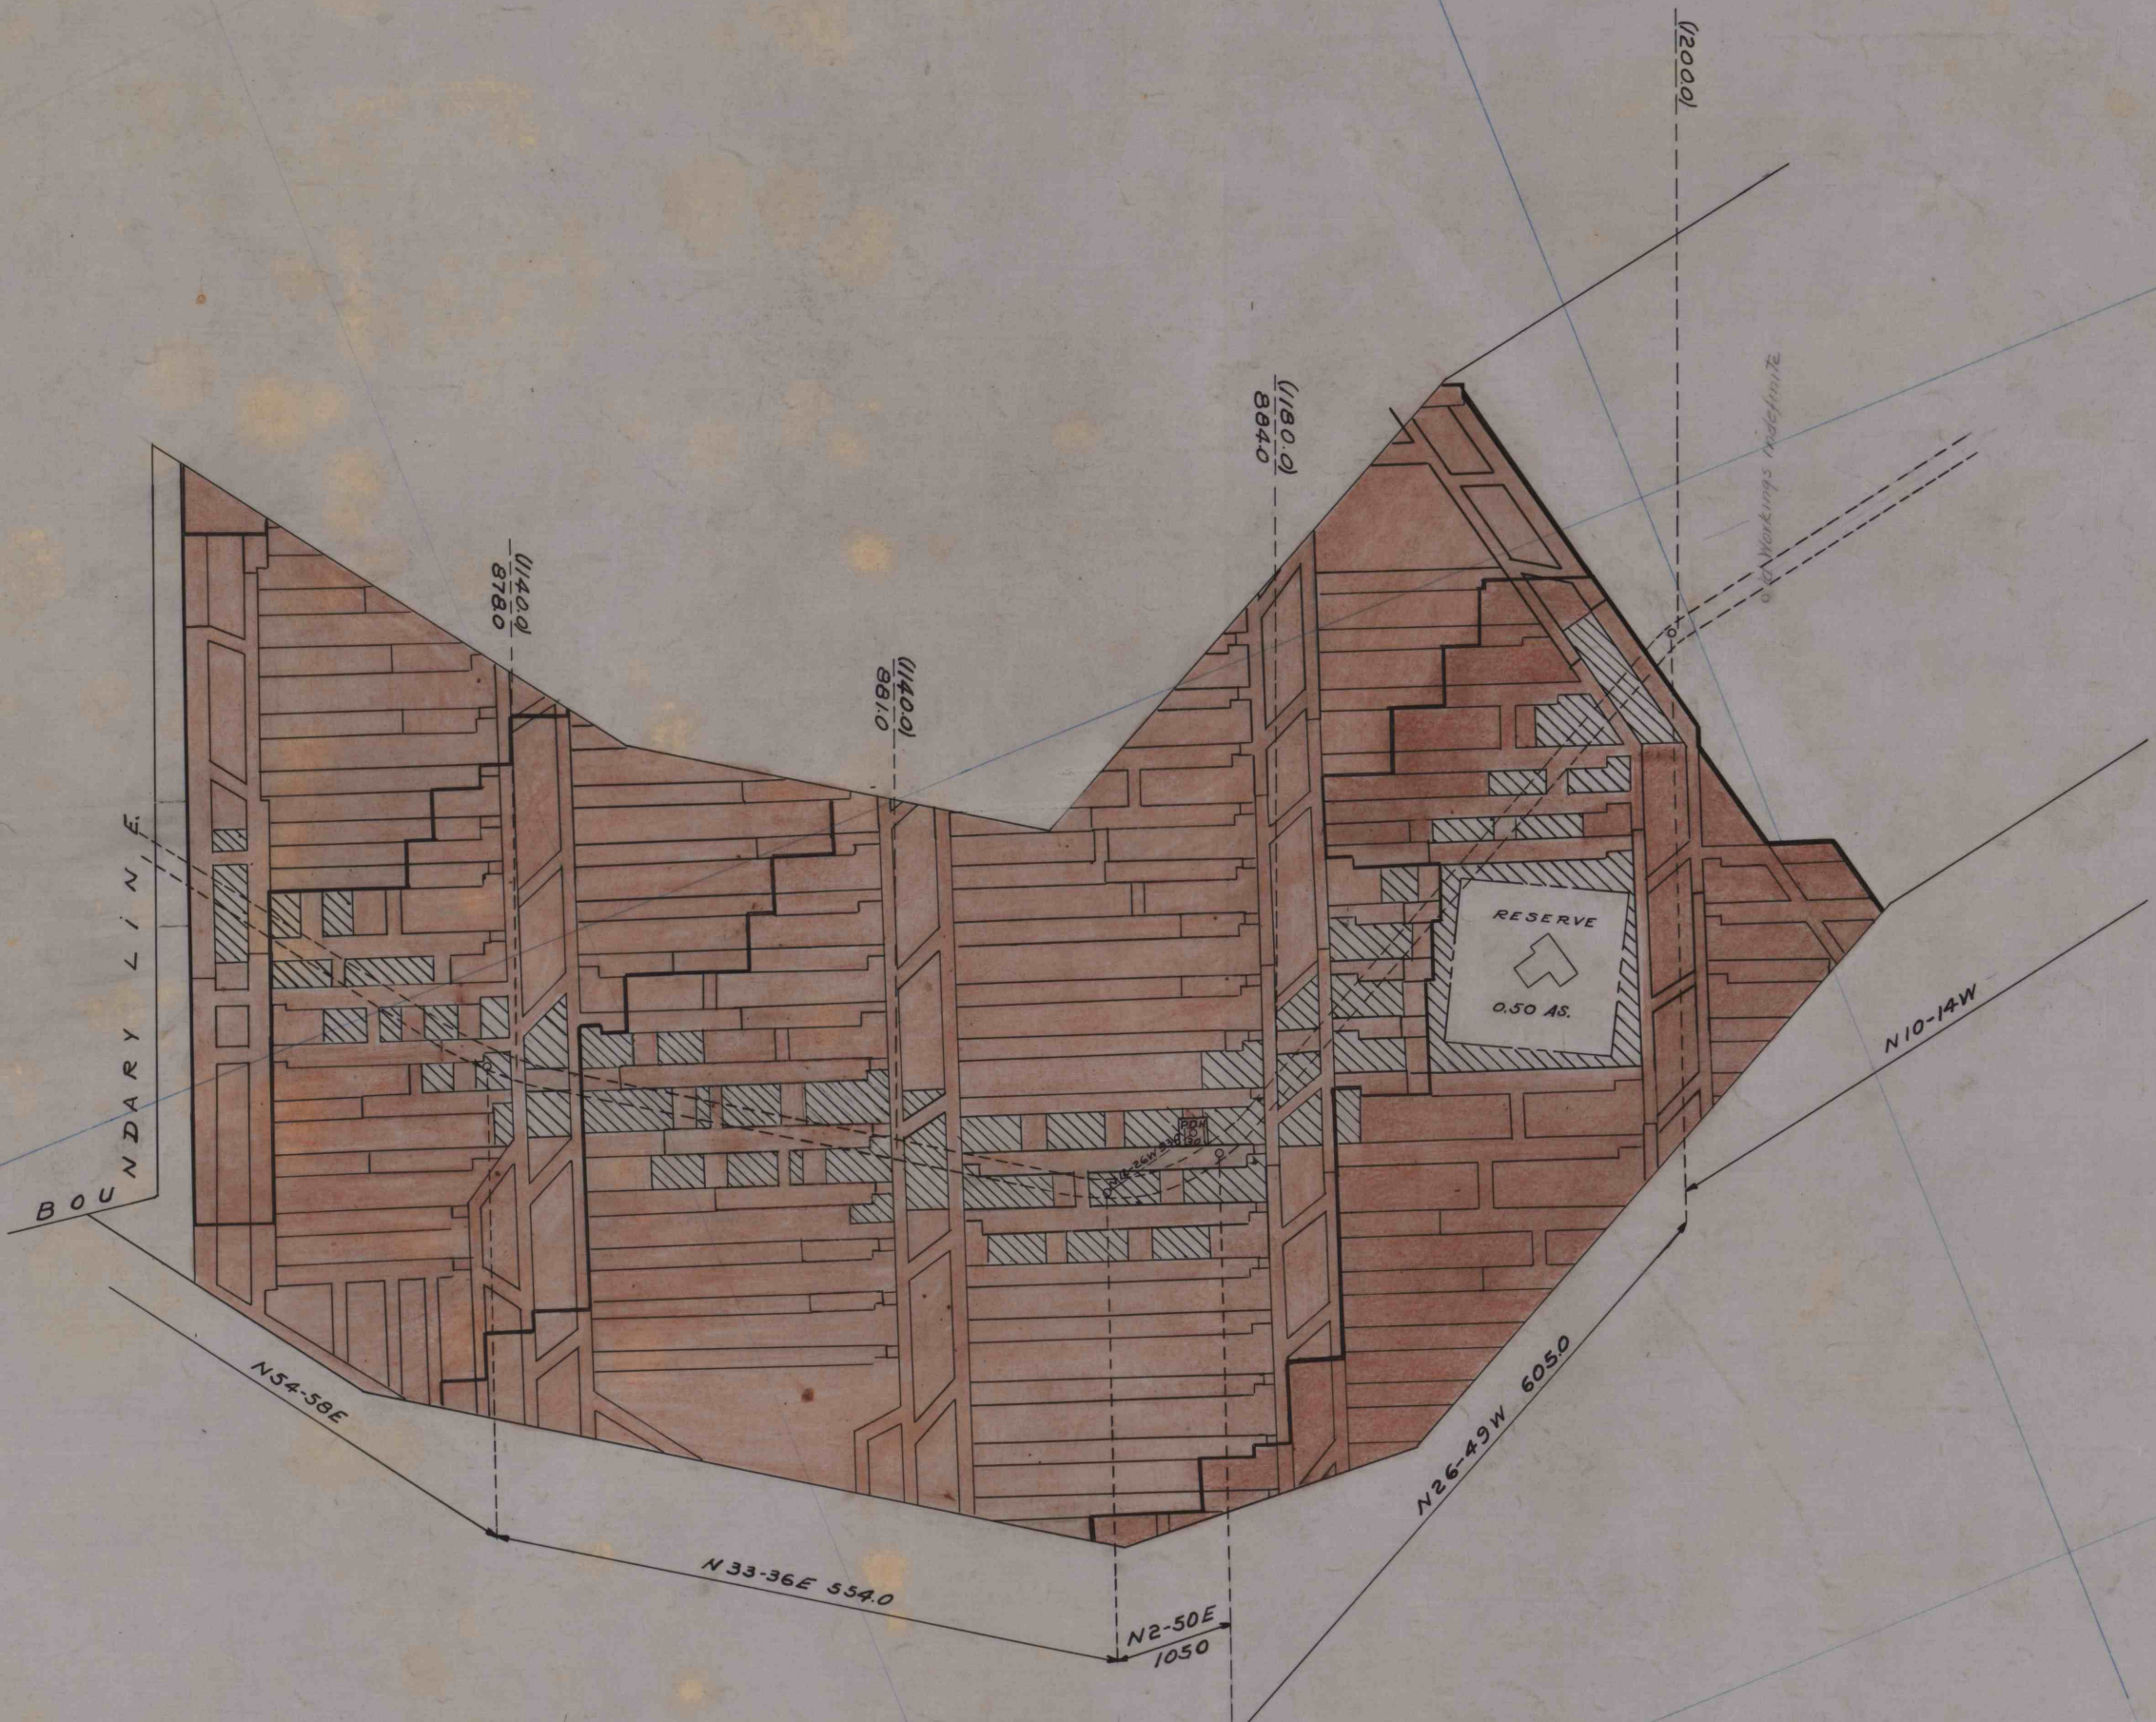 (1200.0)
Old Workings Indefinite
(1180.0)
884.0
(1140.0)
878.0
(1140.0)
881.0
BOUNDARY LINE.
RESERVE
0.50 AS.
N10-14W
N54-58E
N26-49W 605.0
N33-36E 554.0
N2-50E
105.0